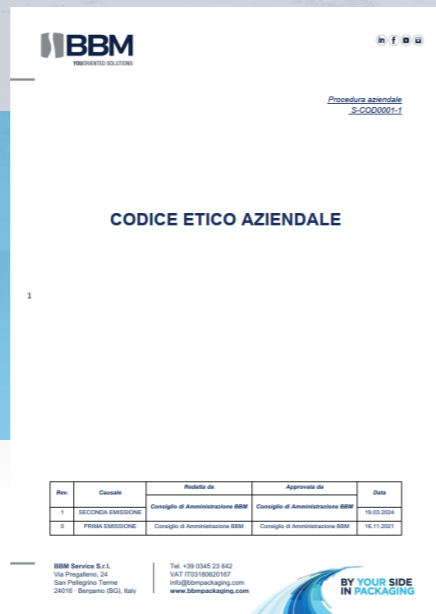 BBM
YOUORIENTED SOLUTIONS
Procedura aziendale
S-COD0001-1
CODICE ETICO AZIENDALE
1
Rev. Causale Redatta da Approvata da Data
1 SECONDA EMISSIONE Consiglio di Amministrazione BBM Consiglio di Amministrazione BBM 19.03.2024
0 PRIMA EMISSIONE Consiglio di Amministrazione BBM Consiglio di Amministrazione BBM 16.11.2021
BBM Service S.r.l.
Via Pregalleno, 24
San Pellegrino Terme
24016 - Bergamo (BG), Italy
Tel. +39 0345 23 642
VAT IT03180620167
info@bbmpackaging.com
www.bbmpackaging.com
BY YOUR SIDE
IN PACKAGING